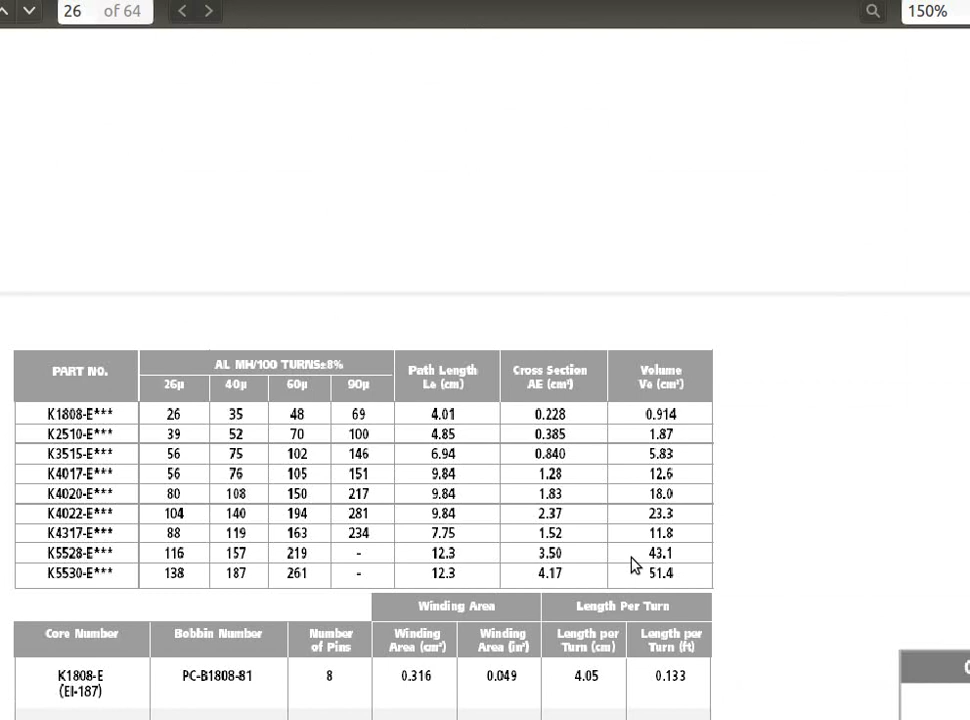 26 of 64 150%
PART NO. AL MH/100 TURNS±8% Path Length Le (cm) Cross Section AE (cm²) Volume Ve (cm³)
26µ 40µ 60µ 90µ
K1808-E*** 26 35 48 69 4.01 0.228 0.914
K2510-E*** 39 52 70 100 4.85 0.385 1.87
K3515-E*** 56 75 102 146 6.94 0.840 5.83
K4017-E*** 56 76 105 151 9.84 1.28 12.6
K4020-E*** 80 108 150 217 9.84 1.83 18.0
K4022-E*** 104 140 194 281 9.84 2.37 23.3
K4317-E*** 88 119 163 234 7.75 1.52 11.8
K5528-E*** 116 157 219 - 12.3 3.50 43.1
K5530-E*** 138 187 261 - 12.3 4.17 51.4
Winding Area Length Per Turn
Core Number Bobbin Number Number of Pins Winding Area (cm²) Winding Area (in²) Length per Turn (cm) Length per Turn (ft)
K1808-E PC-B1808-81 8 0.316 0.049 4.05 0.133
(EI-187)